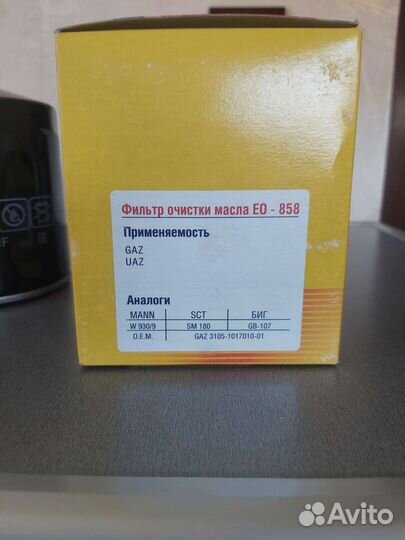 Фильтр очистки масла EO - 858
Применяемость
GAZ
UAZ
Аналоги
MANN SCT БИГ
W 930/9 SM 180 GB-107
O.E.M. GAZ 3105-1017010-01
Avito